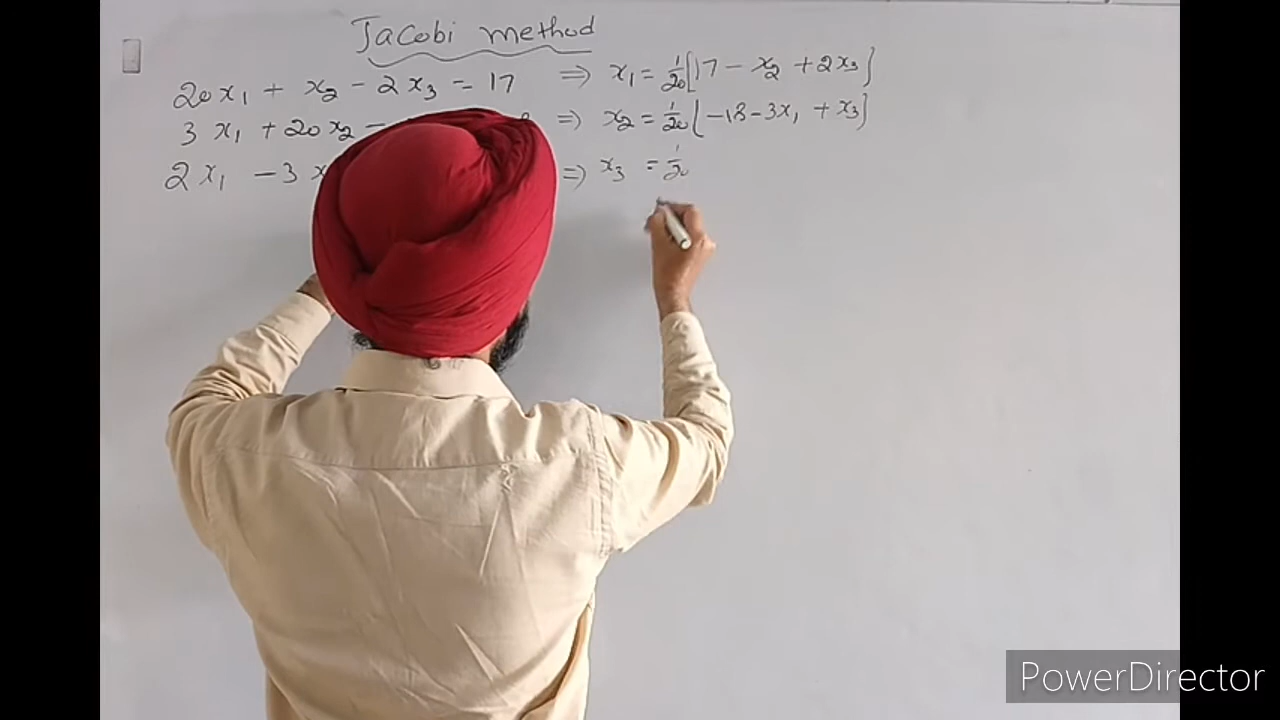 Jacobi method
20x₁ + x₂ - 2x₃ = 17 ⇒ x₁ = 1/20[17 - x₂ + 2x₃]
3x₁ + 20x₂ - ⇒ x₂ = 1/20[-18 - 3x₁ + x₃]
2x₁ - 3x ⇒ x₃ = 1/20
PowerDirector